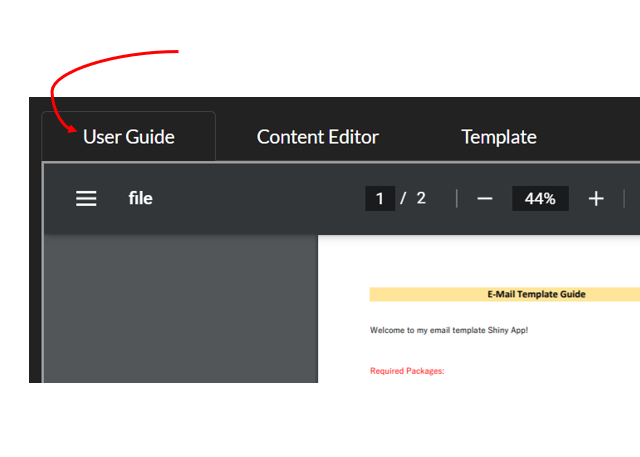 User Guide Content Editor Template
file 1 / 2 44%
E-Mail Template Guide
Welcome to my email template Shiny App!
Required Packages: